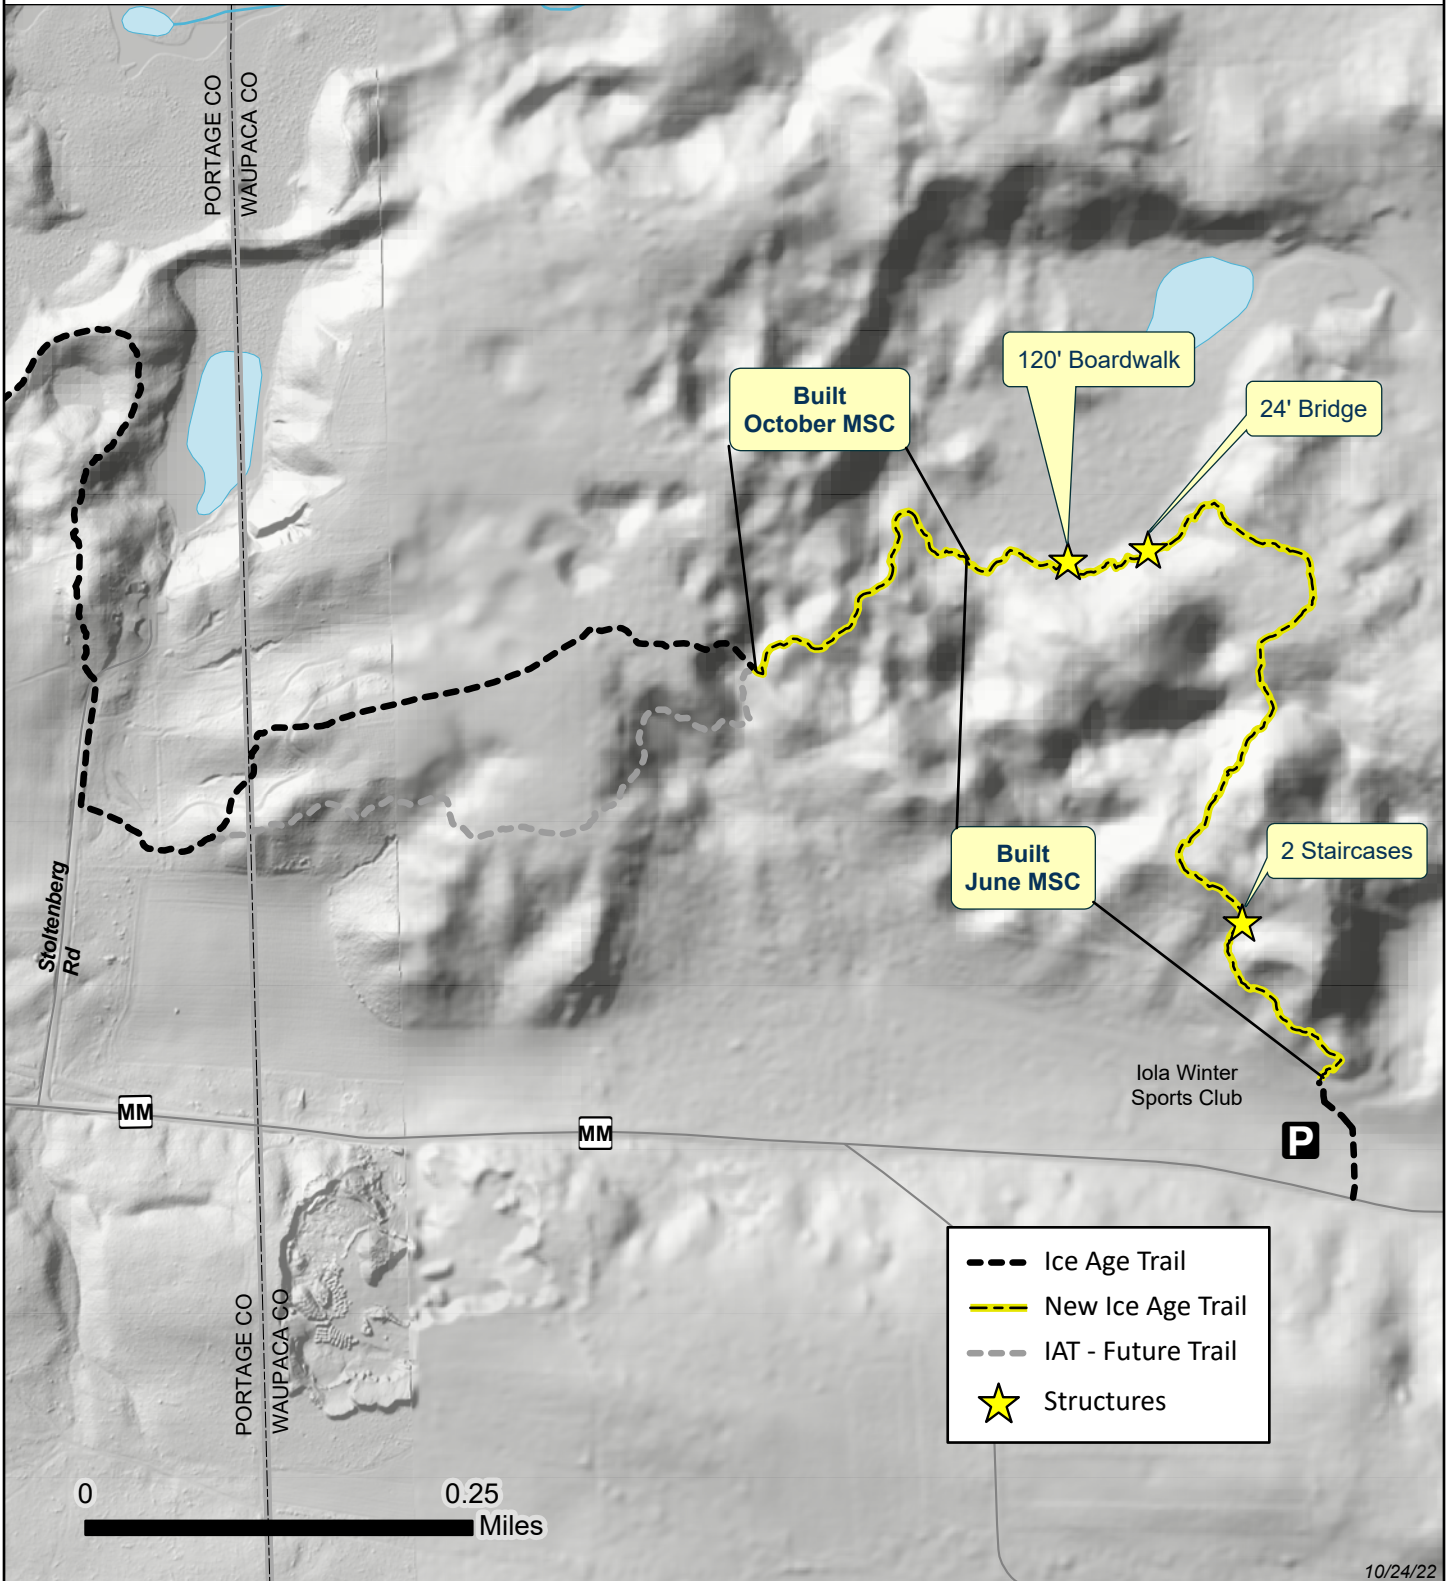 PORTAGE CO
WAUPACA CO
120' Boardwalk
24' Bridge
Built
October MSC
2 Staircases
Built
June MSC
Stoltenberg
Rd
Iola Winter
Sports Club
MM
MM
P
Ice Age Trail
New Ice Age Trail
IAT - Future Trail
Structures
PORTAGE CO
WAUPACA CO
0
0.25
Miles
10/24/22